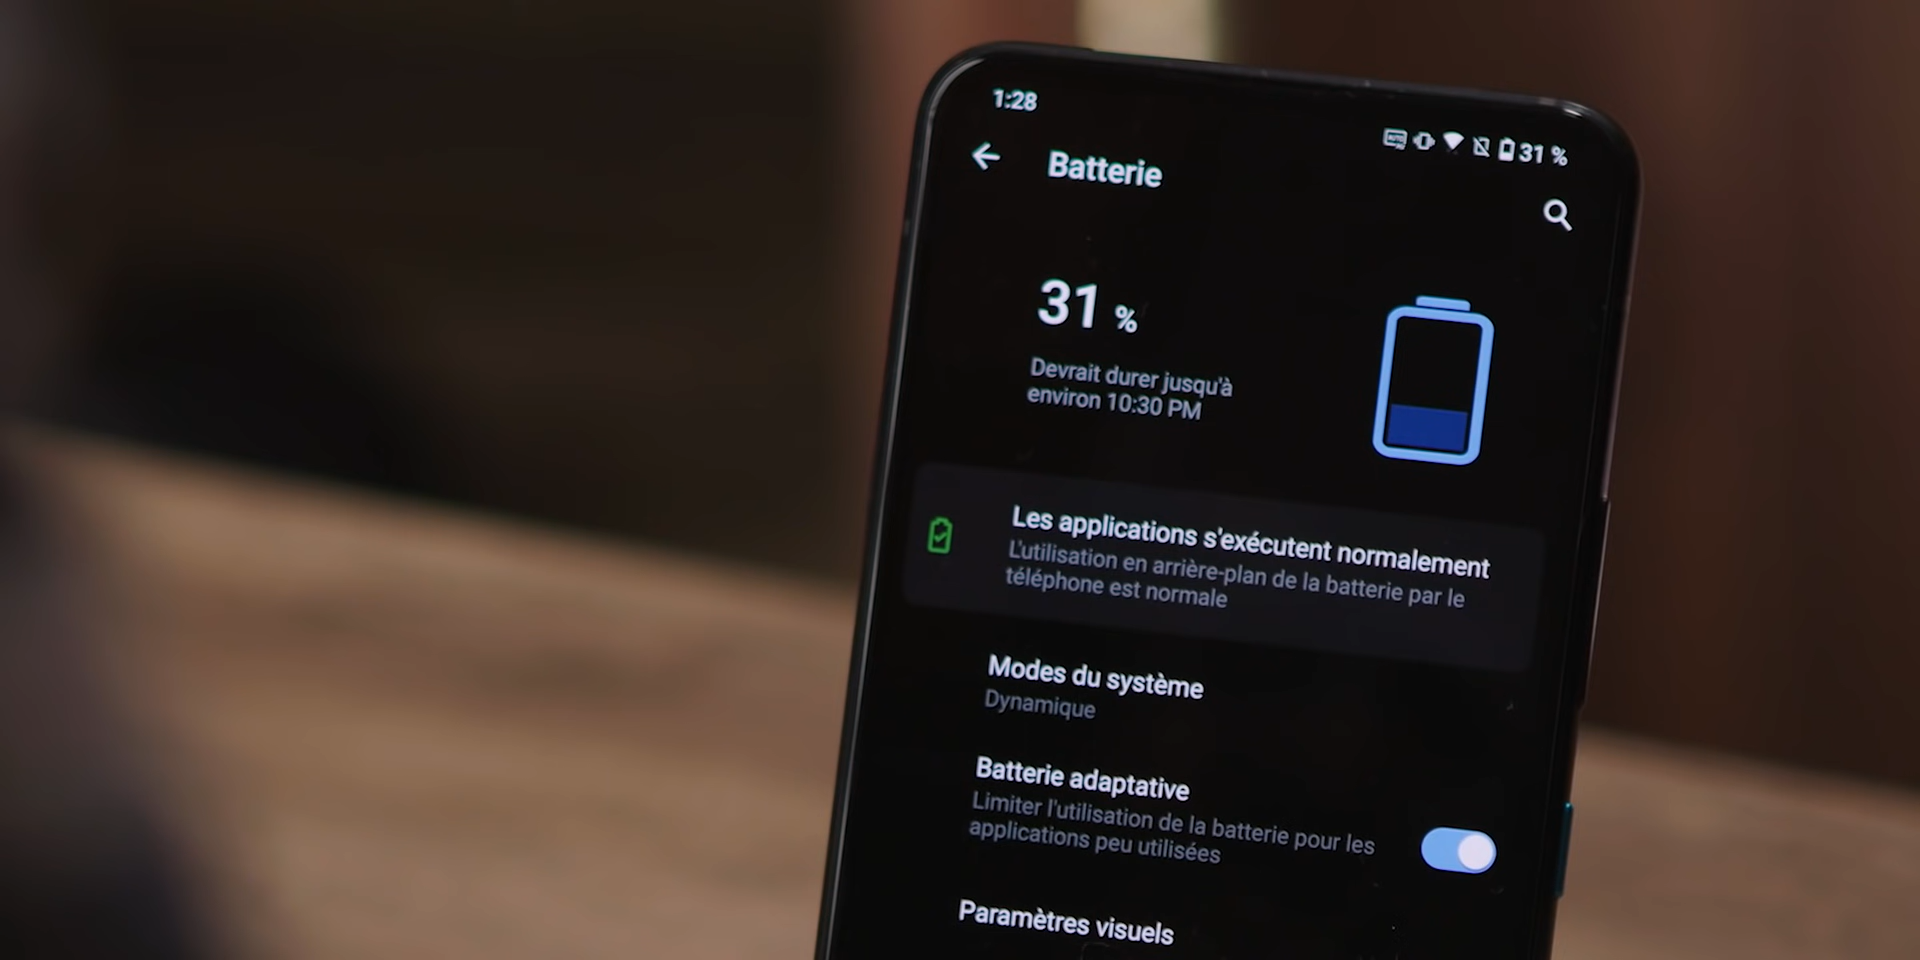 1:28
31 %
Batterie
31 %
Devrait durer jusqu'à
environ 10:30 PM
Les applications s'exécutent normalement
L'utilisation en arrière-plan de la batterie par le
téléphone est normale
Modes du système
Dynamique
Batterie adaptative
Limiter l'utilisation de la batterie pour les
applications peu utilisées
Paramètres visuels